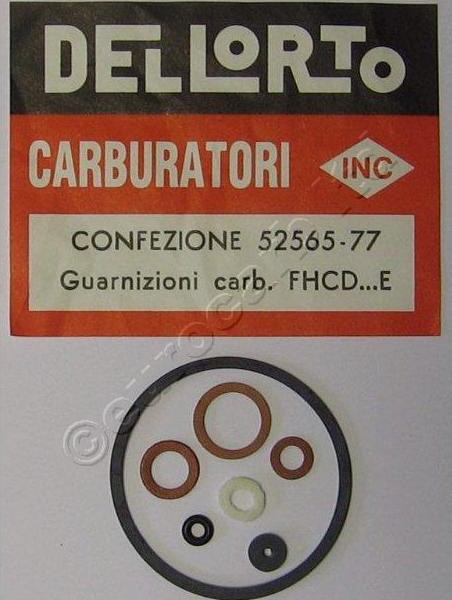 DELLORTO
CARBURATORI INC
CONFEZIONE 52565-77
Guarnizioni carb. FHCD...E